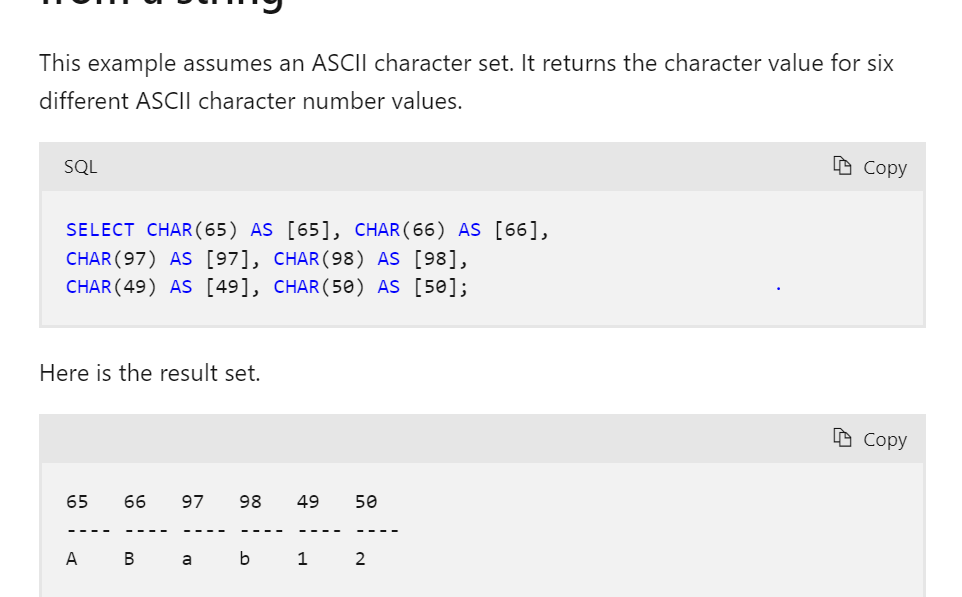 from a string
This example assumes an ASCII character set. It returns the character value for six
different ASCII character number values.
SQL
Copy
SELECT CHAR(65) AS [65], CHAR(66) AS [66],
CHAR(97) AS [97], CHAR(98) AS [98],
CHAR(49) AS [49], CHAR(50) AS [50];
Here is the result set.
Copy
65   66   97   98   49   50
---- ---- ---- ---- ---- ----
A    B    a    b    1    2